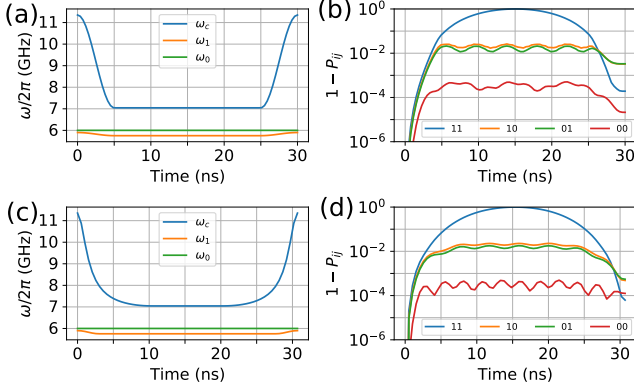 (a)
ω/2π (GHz)
11
10
9
8
7
6
ω_c
ω_1
ω_0
0
10
20
30
Time (ns)
(b)
1 − P_ij
10^0
10^−2
10^−4
10^−6
11
10
01
00
0
10
20
30
Time (ns)
(c)
ω/2π (GHz)
11
10
9
8
7
6
ω_c
ω_1
ω_0
0
10
20
30
Time (ns)
(d)
1 − P_ij
10^0
10^−2
10^−4
10^−6
11
10
01
00
0
10
20
30
Time (ns)